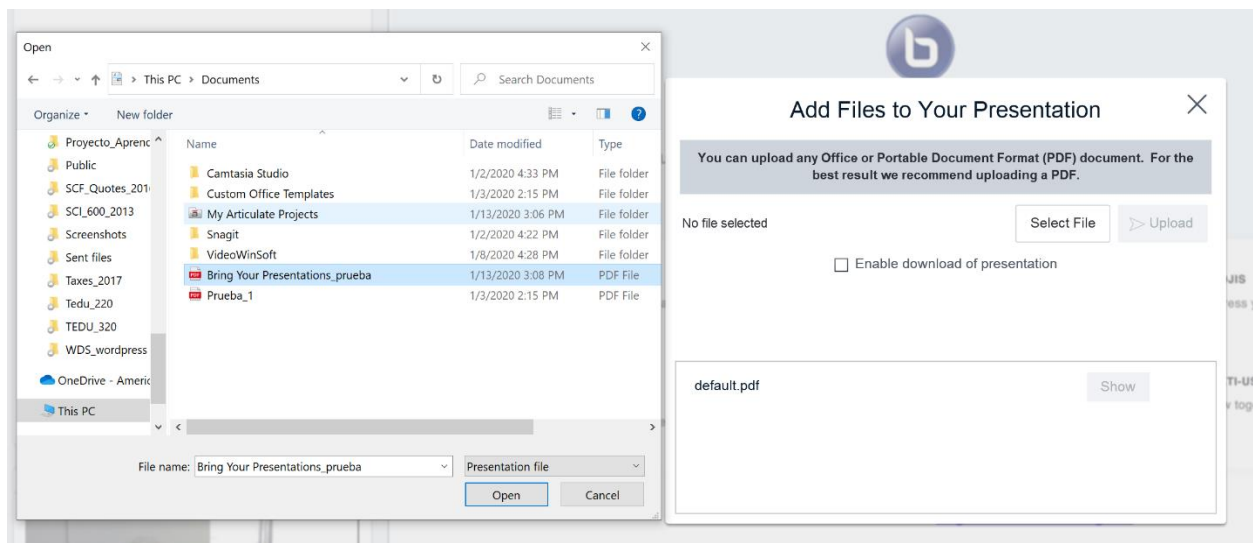 Open
This PC > Documents
Search Documents
Organize
New folder
Proyecto_Aprenc
Public
SCF_Quotes_201
SCI_600_2013
Screenshots
Sent files
Taxes_2017
Tedu_220
TEDU_320
WDS_wordpress
OneDrive - Americ
This PC
Name Date modified Type
Camtasia Studio 1/2/2020 4:33 PM File folder
Custom Office Templates 1/3/2020 2:15 PM File folder
My Articulate Projects 1/13/2020 3:06 PM File folder
Snagit 1/2/2020 4:22 PM File folder
VideoWinSoft 1/8/2020 4:28 PM File folder
Bring Your Presentations_prueba 1/13/2020 3:08 PM PDF File
Prueba_1 1/3/2020 2:15 PM PDF File
File name: Bring Your Presentations_prueba
Presentation file
Open Cancel
Add Files to Your Presentation
You can upload any Office or Portable Document Format (PDF) document. For the
best result we recommend uploading a PDF.
No file selected
Select File
Upload
Enable download of presentation
default.pdf
Show